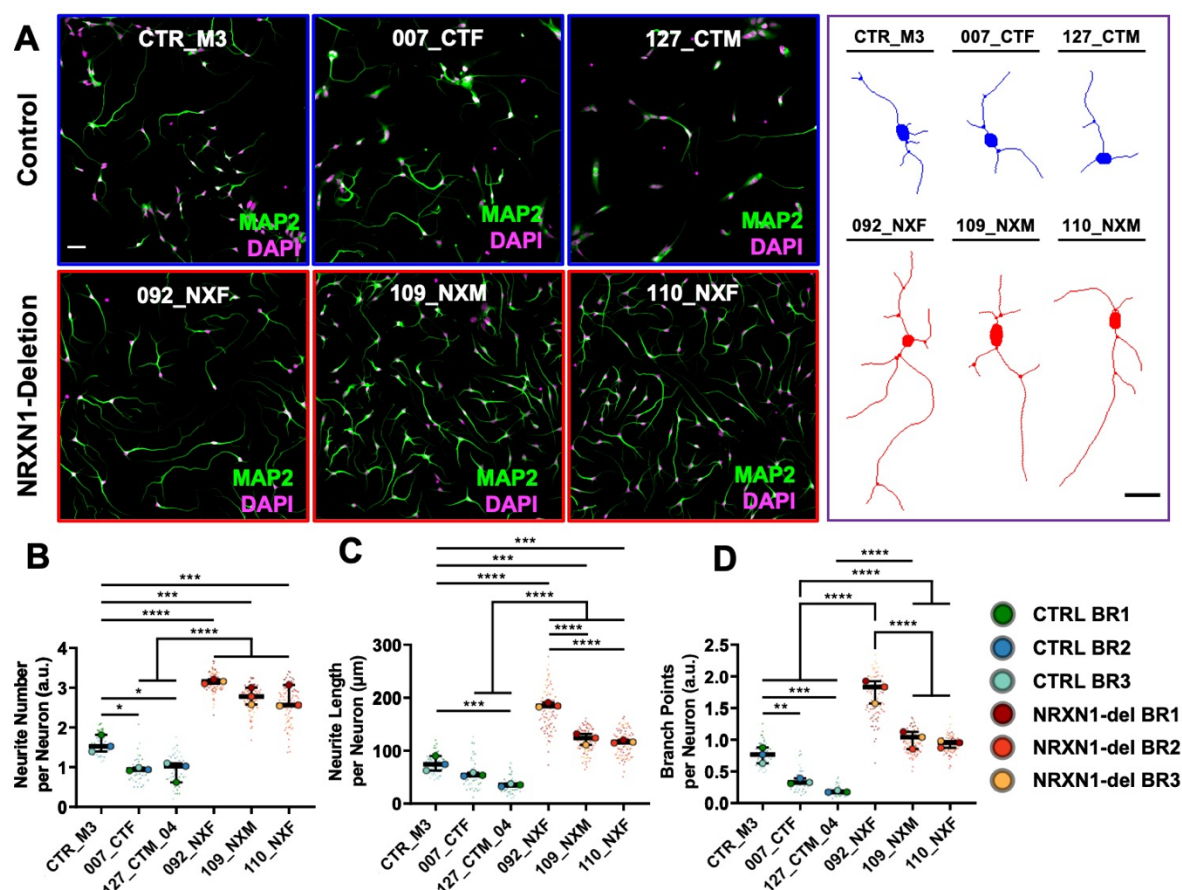 A
Control
CTR_M3
MAP2
DAPI
007_CTF
MAP2
DAPI
127_CTM
MAP2
DAPI
NRXN1-Deletion
092_NXF
MAP2
DAPI
109_NXM
MAP2
DAPI
110_NXF
MAP2
DAPI
CTR_M3 007_CTF 127_CTM
092_NXF 109_NXM 110_NXM
B
Neurite Number
per Neuron (a.u.)
4
3
2
1
0
***
***
****
****
*
*
CTR_M3
007_CTF
127_CTM_04
092_NXF
109_NXM
110_NXF
C
Neurite Length
per Neuron (µm)
300
200
100
0
***
***
****
****
****
****
***
CTR_M3
007_CTF
127_CTM_04
092_NXF
109_NXM
110_NXF
D
Branch Points
per Neuron (a.u.)
2.5
2.0
1.5
1.0
0.5
0.0
****
****
****
****
***
**
CTR_M3
007_CTF
127_CTM_04
092_NXF
109_NXM
110_NXF
CTRL BR1
CTRL BR2
CTRL BR3
NRXN1-del BR1
NRXN1-del BR2
NRXN1-del BR3